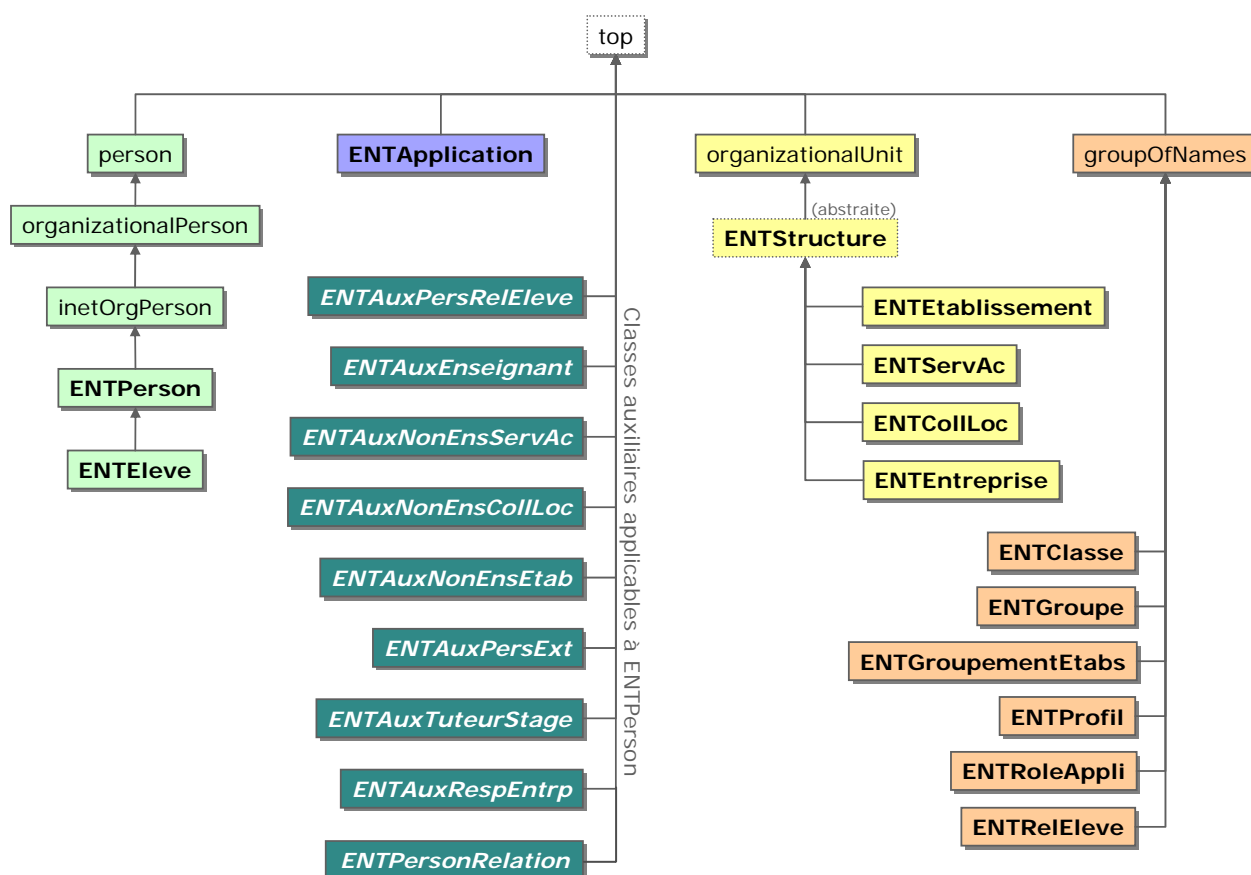 top
person
ENTApplication
organizationalUnit
groupOfNames
organizationalPerson
(abstraite)
ENTStructure
inetOrgPerson
ENTPerson
ENTEleve
ENTAuxPersRelEleve
ENTAuxEnseignant
ENTAuxNonEnsServAc
ENTAuxNonEnsCollLoc
ENTAuxNonEnsEtab
ENTAuxPersExt
ENTAuxTuteurStage
ENTAuxRespEntrp
ENTPersonRelation
Classes auxiliaires applicables à ENTPerson
ENTEtablissement
ENTServAc
ENTCollLoc
ENTEntreprise
ENTClasse
ENTGroupe
ENTGroupementEtabs
ENTProfil
ENTRoleAppli
ENTRelEleve